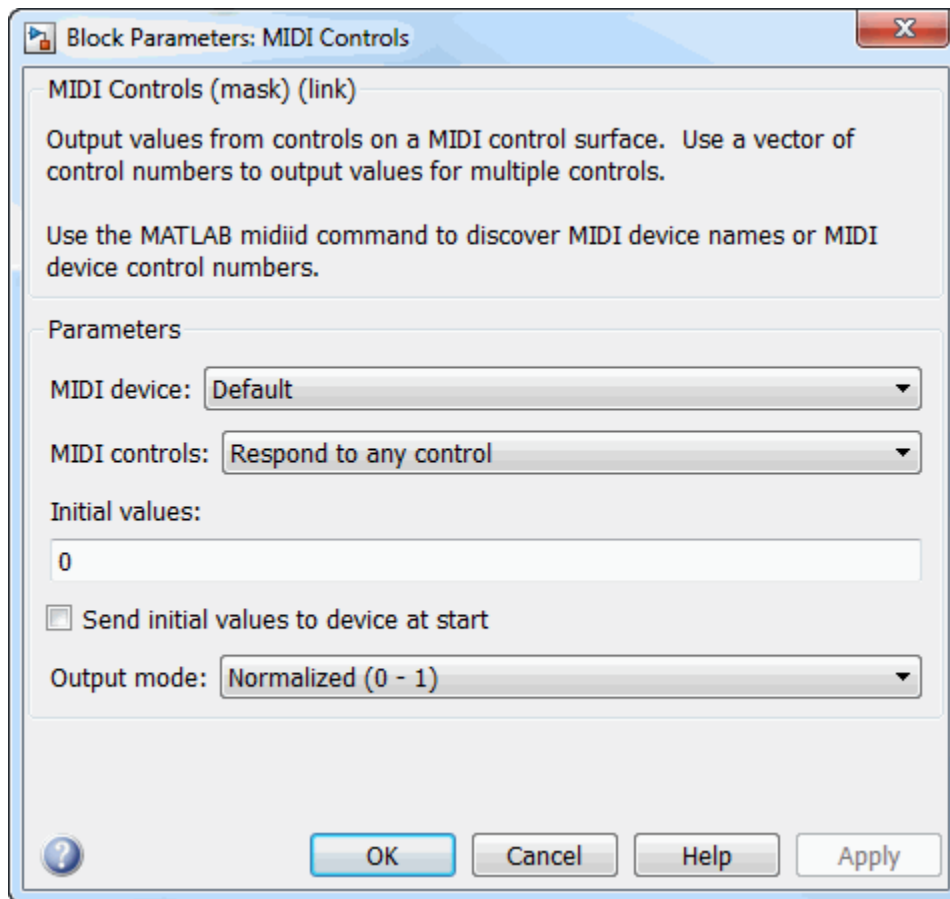 Block Parameters: MIDI Controls
MIDI Controls (mask) (link)
Output values from controls on a MIDI control surface.  Use a vector of
control numbers to output values for multiple controls.
Use the MATLAB midiid command to discover MIDI device names or MIDI
device control numbers.
Parameters
MIDI device: Default
MIDI controls: Respond to any control
Initial values:
0
Send initial values to device at start
Output mode: Normalized (0 - 1)
OK Cancel Help Apply